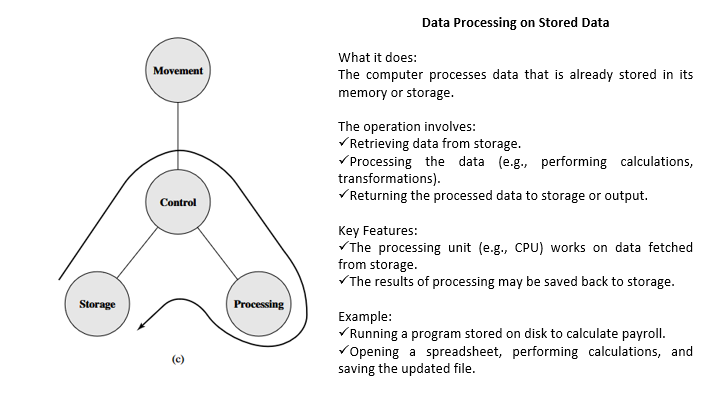 Movement
Control
Storage
Processing
(c)
Data Processing on Stored Data
What it does:
The computer processes data that is already stored in its
memory or storage.
The operation involves:
✓Retrieving data from storage.
✓Processing the data (e.g., performing calculations,
transformations).
✓Returning the processed data to storage or output.
Key Features:
✓The processing unit (e.g., CPU) works on data fetched
from storage.
✓The results of processing may be saved back to storage.
Example:
✓Running a program stored on disk to calculate payroll.
✓Opening a spreadsheet, performing calculations, and
saving the updated file.